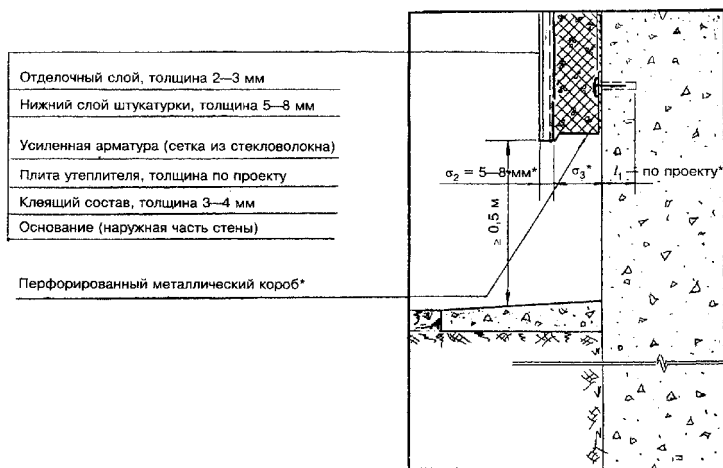 Отделочный слой, толщина 2—3 мм
Нижний слой штукатурки, толщина 5—8 мм
Усиленная арматура (сетка из стекловолокна)
Плита утеплителя, толщина по проекту
Клеящий состав, толщина 3—4 мм
Основание (наружная часть стены)
Перфорированный металлический короб*
σ₂ = 5—8 мм*
σ₃*
l₁ — по проекту*
≥ 0,5 м